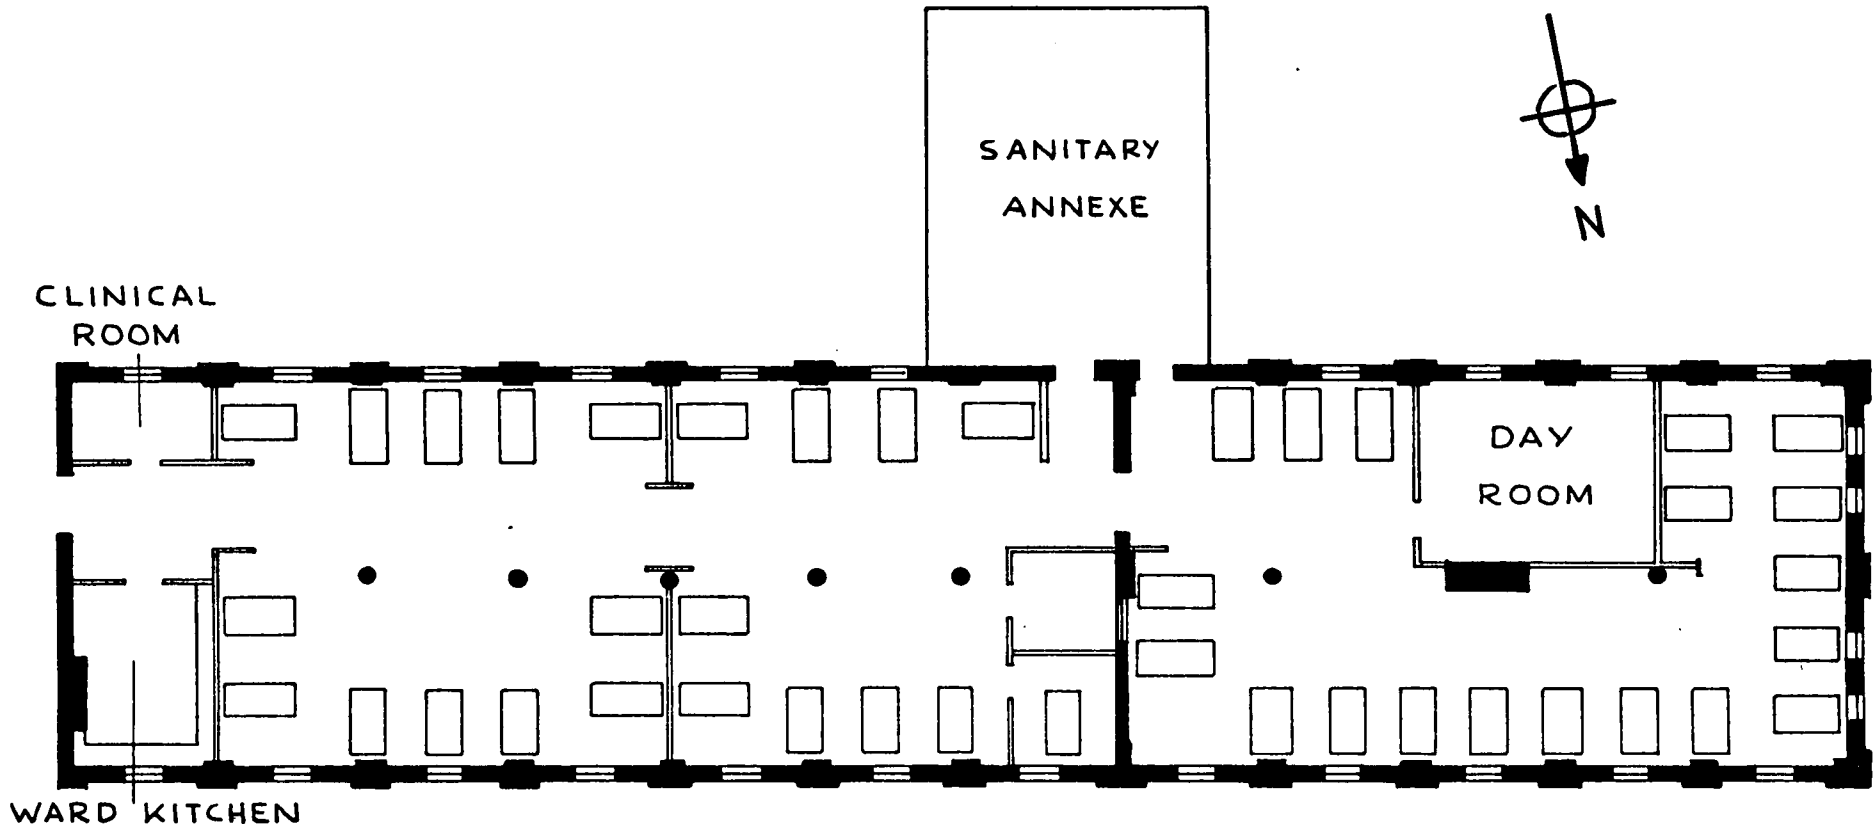 SANITARY
ANNEXE
N
CLINICAL
ROOM
DAY
ROOM
WARD KITCHEN